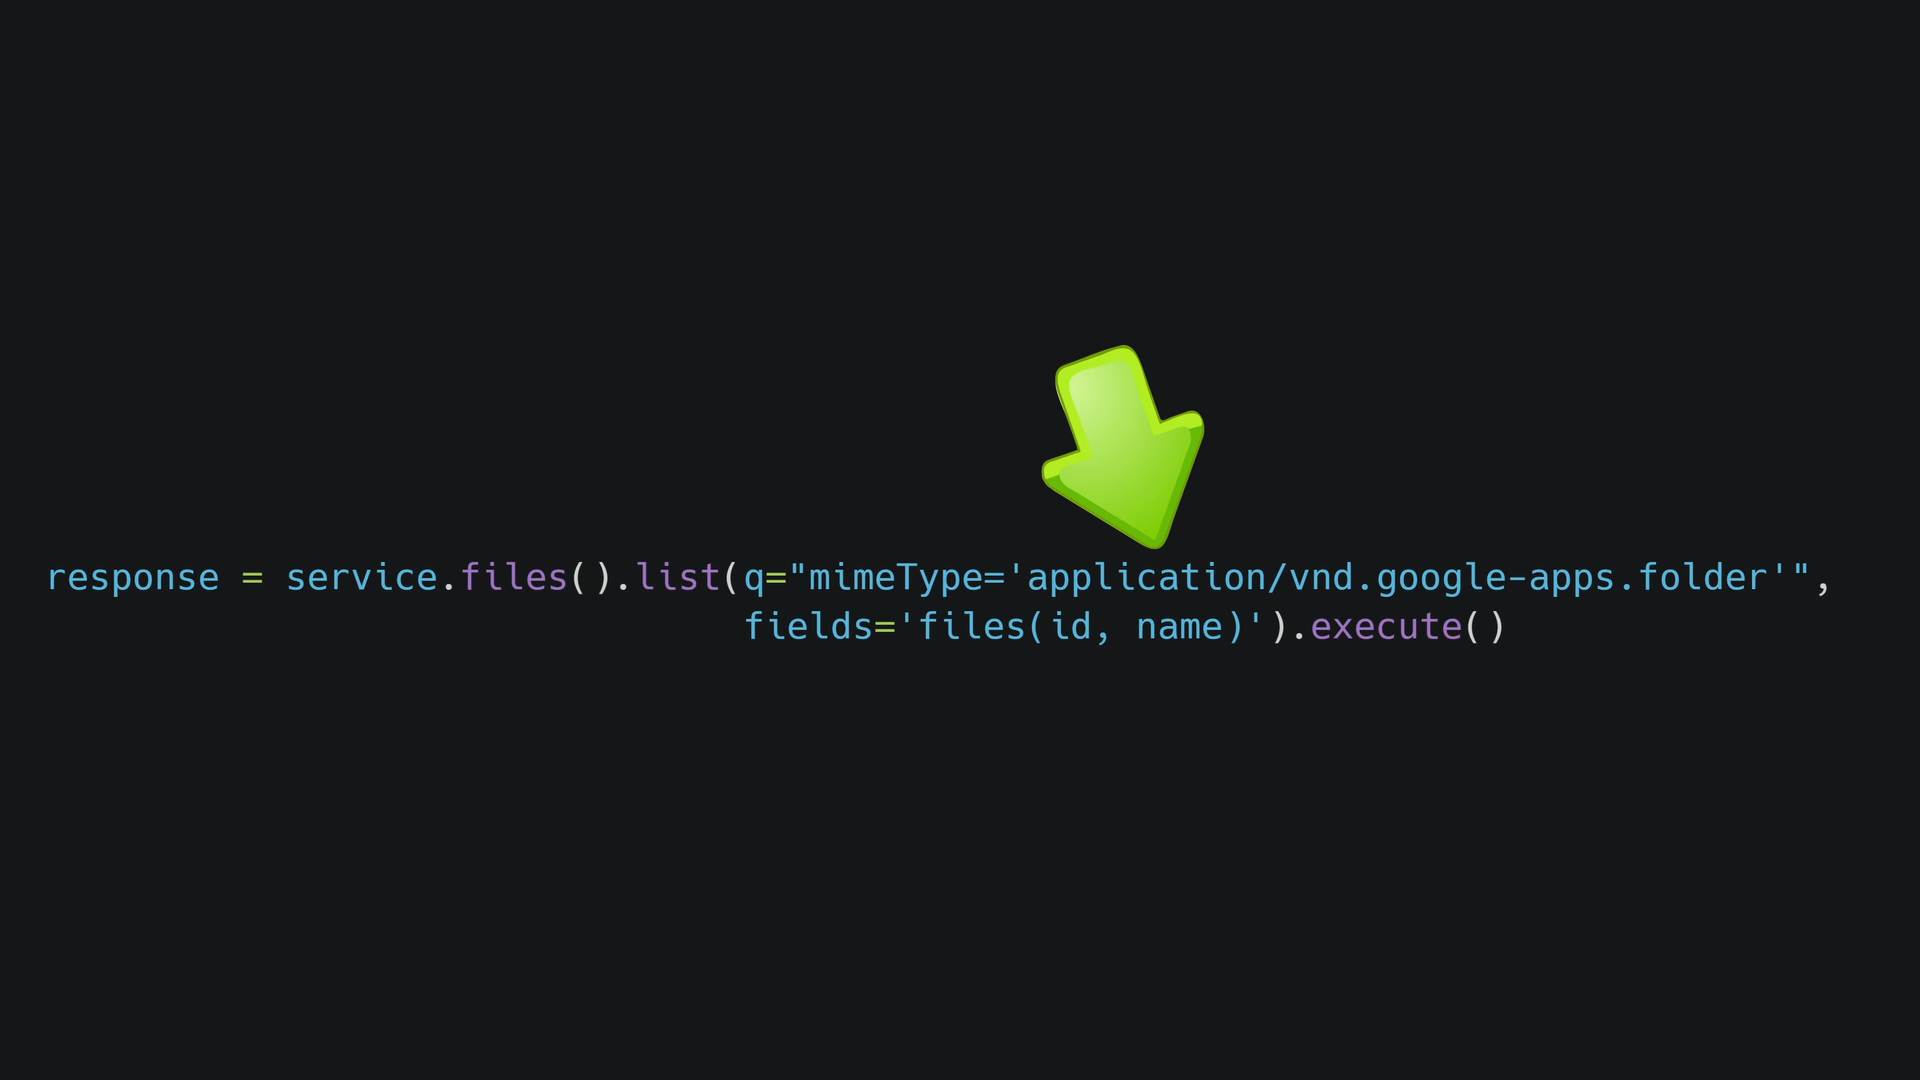 response = service.files().list(q="mimeType='application/vnd.google-apps.folder'",
fields='files(id, name)').execute()